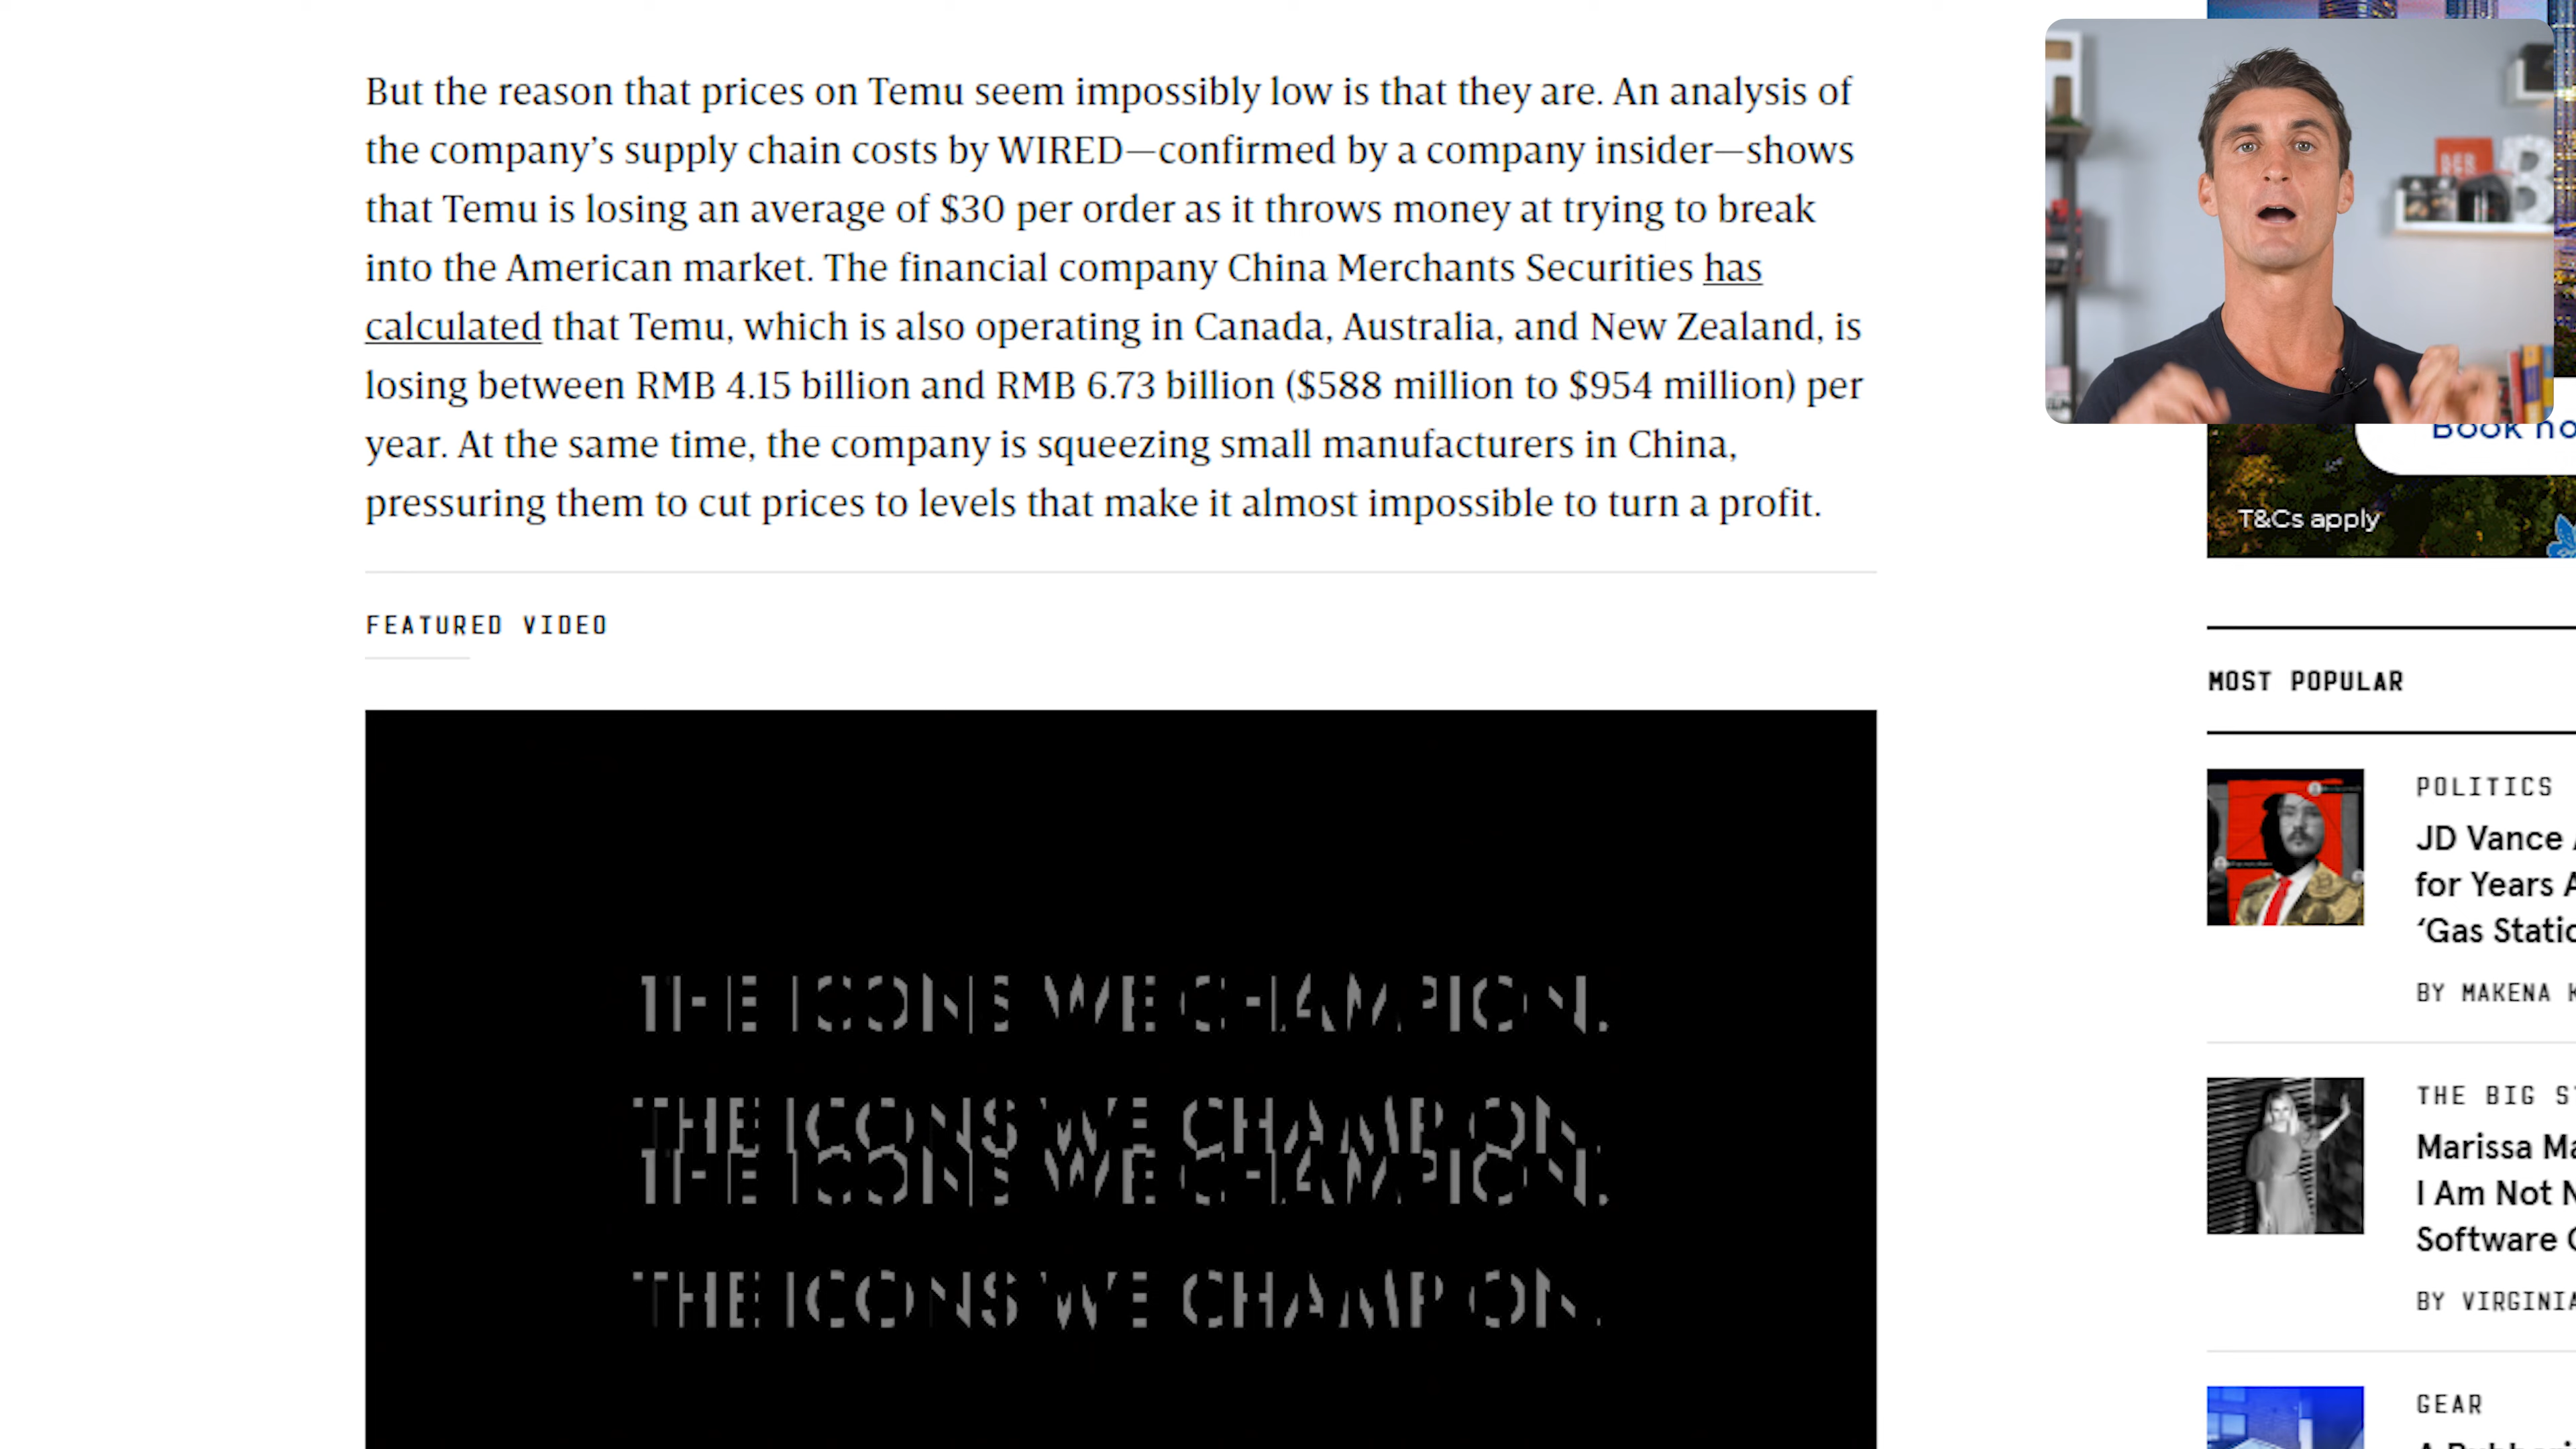 But the reason that prices on Temu seem impossibly low is that they are. An analysis of
the company’s supply chain costs by WIRED—confirmed by a company insider—shows
that Temu is losing an average of $30 per order as it throws money at trying to break
into the American market. The financial company China Merchants Securities has
calculated that Temu, which is also operating in Canada, Australia, and New Zealand, is
losing between RMB 4.15 billion and RMB 6.73 billion ($588 million to $954 million) per
year. At the same time, the company is squeezing small manufacturers in China,
pressuring them to cut prices to levels that make it almost impossible to turn a profit.
FEATURED VIDEO
THE ICONS WE CHAMPION.
THE ICONS WE CHAMPION.
THE ICONS WE CHAMPION.
THE ICONS WE CHAMPION.
Book
T&Cs apply
MOST POPULAR
POLITICS
JD Vance
for Years
‘Gas
BY MAKENA
THE BIG
Marissa
I Am Not
Software
BY
GEAR